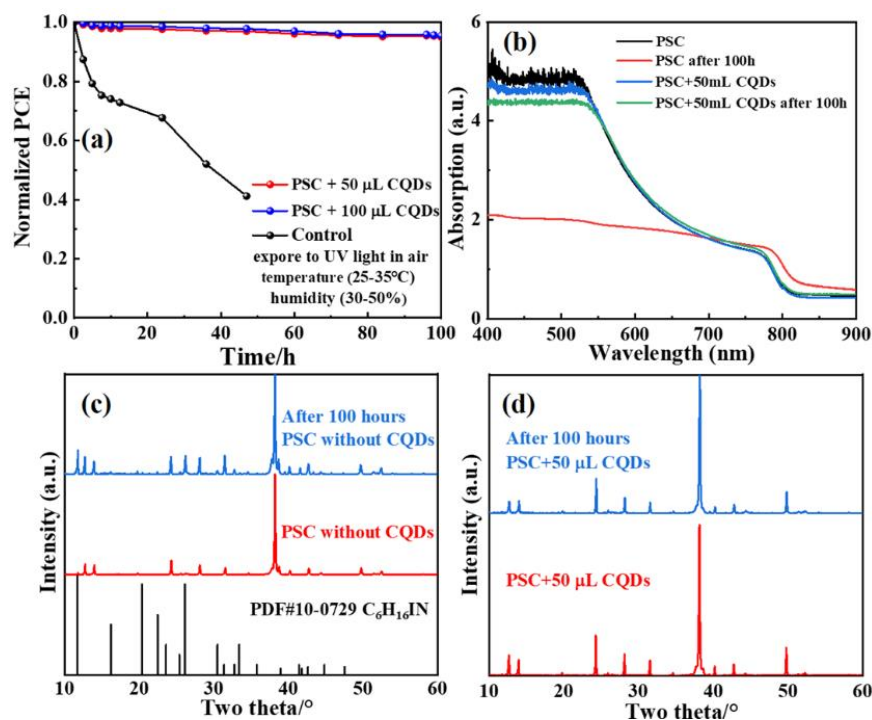 1.0
0.8
0.6
0.4
0.2
0.0
Normalized PCE
(a)
PSC + 50 μL CQDs
PSC + 100 μL CQDs
Control
expore to UV light in air
temperature (25-35°C)
humidity (30-50%)
0 20 40 60 80 100
Time/h
6
4
2
0
Absorption (a.u.)
(b)
PSC
PSC after 100h
PSC+50mL CQDs
PSC+50mL CQDs after 100h
400 500 600 700 800 900
Wavelength (nm)
Intensity (a.u.)
(c)
After 100 hours
PSC without CQDs
PSC without CQDs
PDF#10-0729 C₆H₁₆IN
10 20 30 40 50 60
Two theta/°
Intensity (a.u.)
(d)
After 100 hours
PSC+50 μL CQDs
PSC+50 μL CQDs
10 20 30 40 50 60
Two theta/°